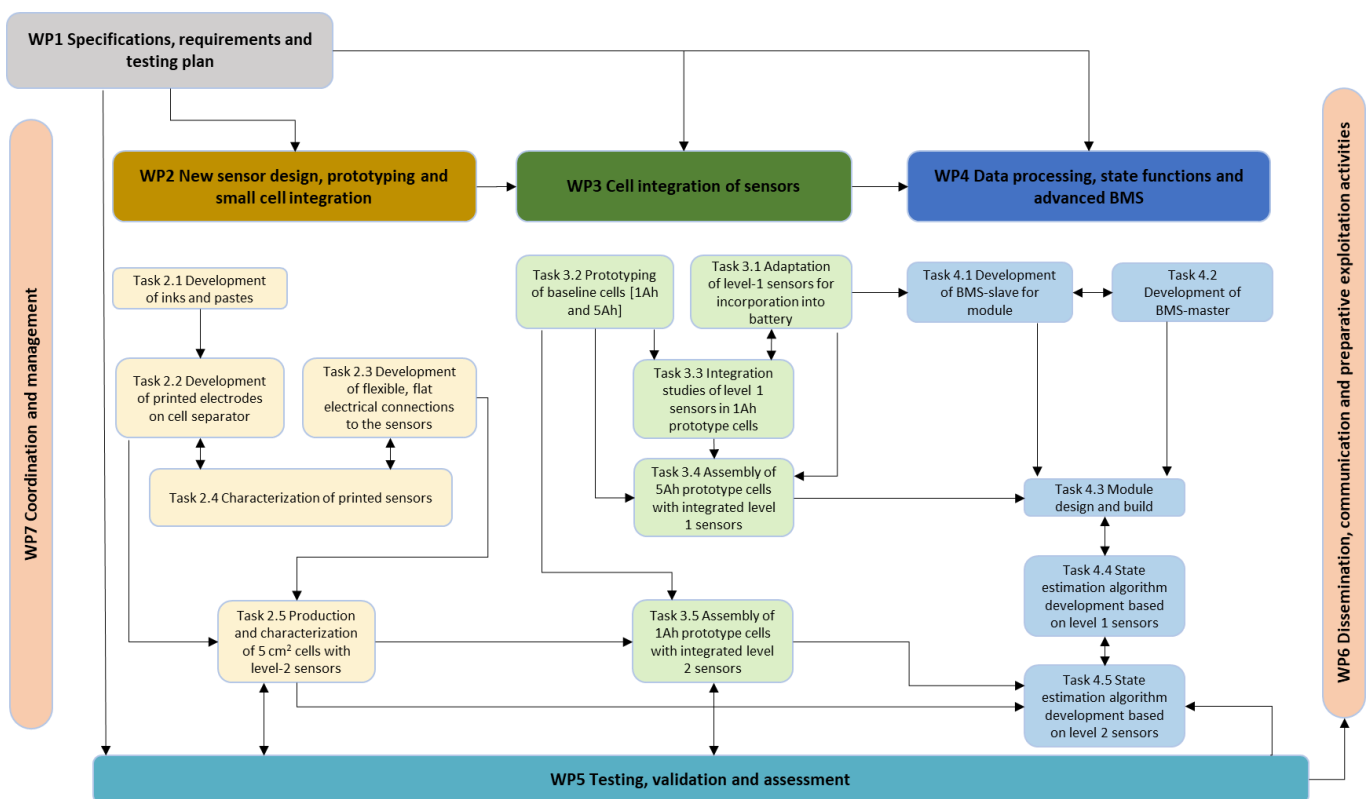 WP1 Specifications, requirements and
testing plan
WP7 Coordination and management
WP6 Dissemination, communication and preparative exploitation activities
WP2 New sensor design, prototyping and
small cell integration
WP3 Cell integration of sensors
WP4 Data processing, state functions and
advanced BMS
Task 2.1 Development
of inks and pastes
Task 2.2 Development
of printed electrodes
on cell separator
Task 2.3 Development
of flexible, flat
electrical connections
to the sensors
Task 2.4 Characterization of printed sensors
Task 2.5 Production
and characterization
of 5 cm² cells with
level-2 sensors
Task 3.2 Prototyping
of baseline cells [1Ah
and 5Ah]
Task 3.1 Adaptation
of level-1 sensors for
incorporation into
battery
Task 3.3 Integration
studies of level 1
sensors in 1Ah
prototype cells
Task 3.4 Assembly of
5Ah prototype cells
with integrated level
1 sensors
Task 3.5 Assembly of
1Ah prototype cells
with integrated level
2 sensors
Task 4.1 Development
of BMS-slave for
module
Task 4.2
Development of
BMS-master
Task 4.3 Module
design and build
Task 4.4 State
estimation algorithm
development based
on level 1 sensors
Task 4.5 State
estimation algorithm
development based
on level 2 sensors
WP5 Testing, validation and assessment